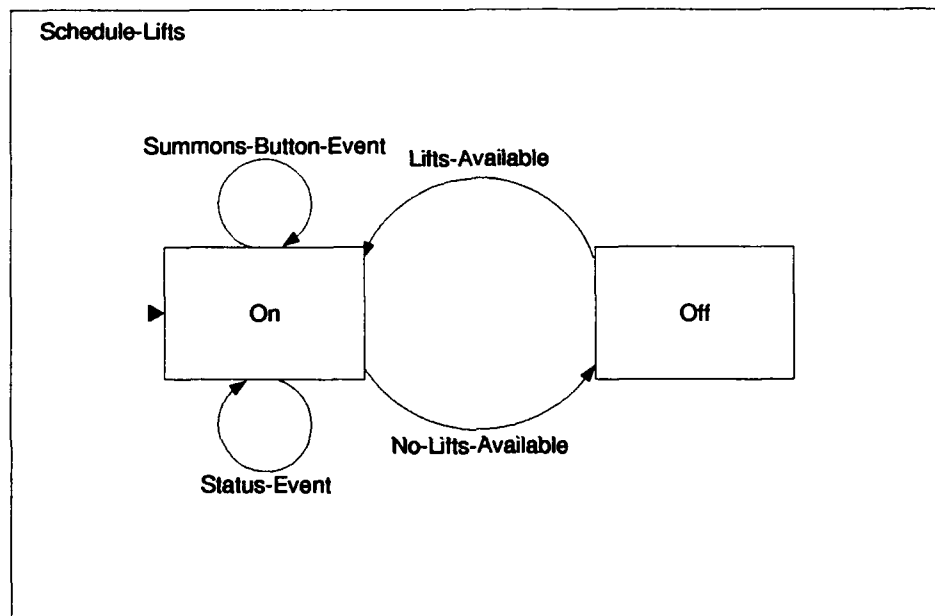 Schedule-Lifts
Summons-Button-Event
Lifts-Available
On
Off
No-Lifts-Available
Status-Event